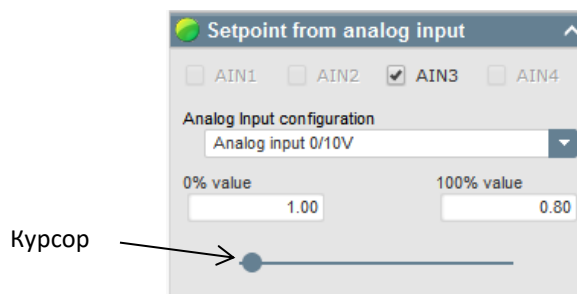 Setpoint from analog input
AIN1 AIN2 AIN3 AIN4
Analog Input configuration
Analog input 0/10V
0% value 100% value
1.00 0.80
Курсор